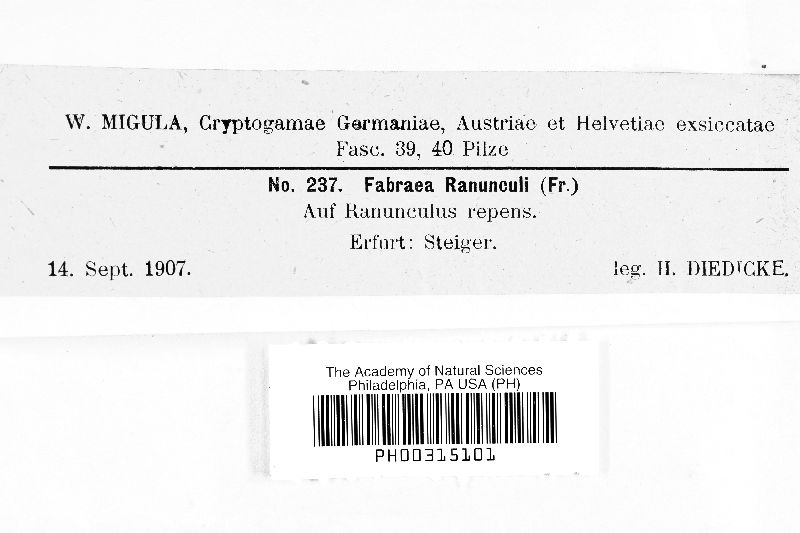 W. MIGULA, Cryptogamae Germaniae, Austriae et Helvetiae exsiccatae
Fasc. 39, 40 Pilze
No. 237. Fabraea Ranunculi (Fr.)
Auf Ranunculus repens.
Erfurt: Steiger.
14. Sept. 1907. leg. H. DIEDICKE.
The Academy of Natural Sciences
Philadelphia, PA USA (PH)
PH00315101